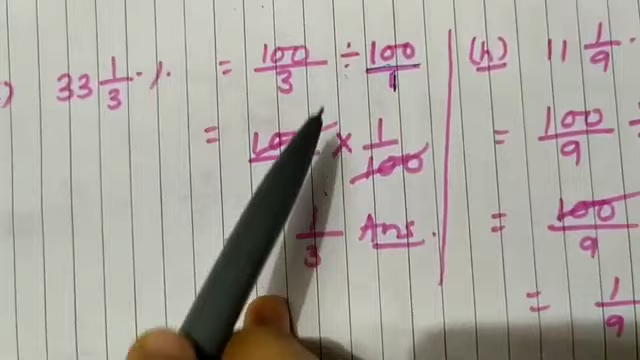 ) 33 1/3 % = 100/3 ÷ 100/1
= 100 × 1/100
1/3 Ans.
(h) 11 1/9
= 100/9 ÷
= 100/9
= 1/9